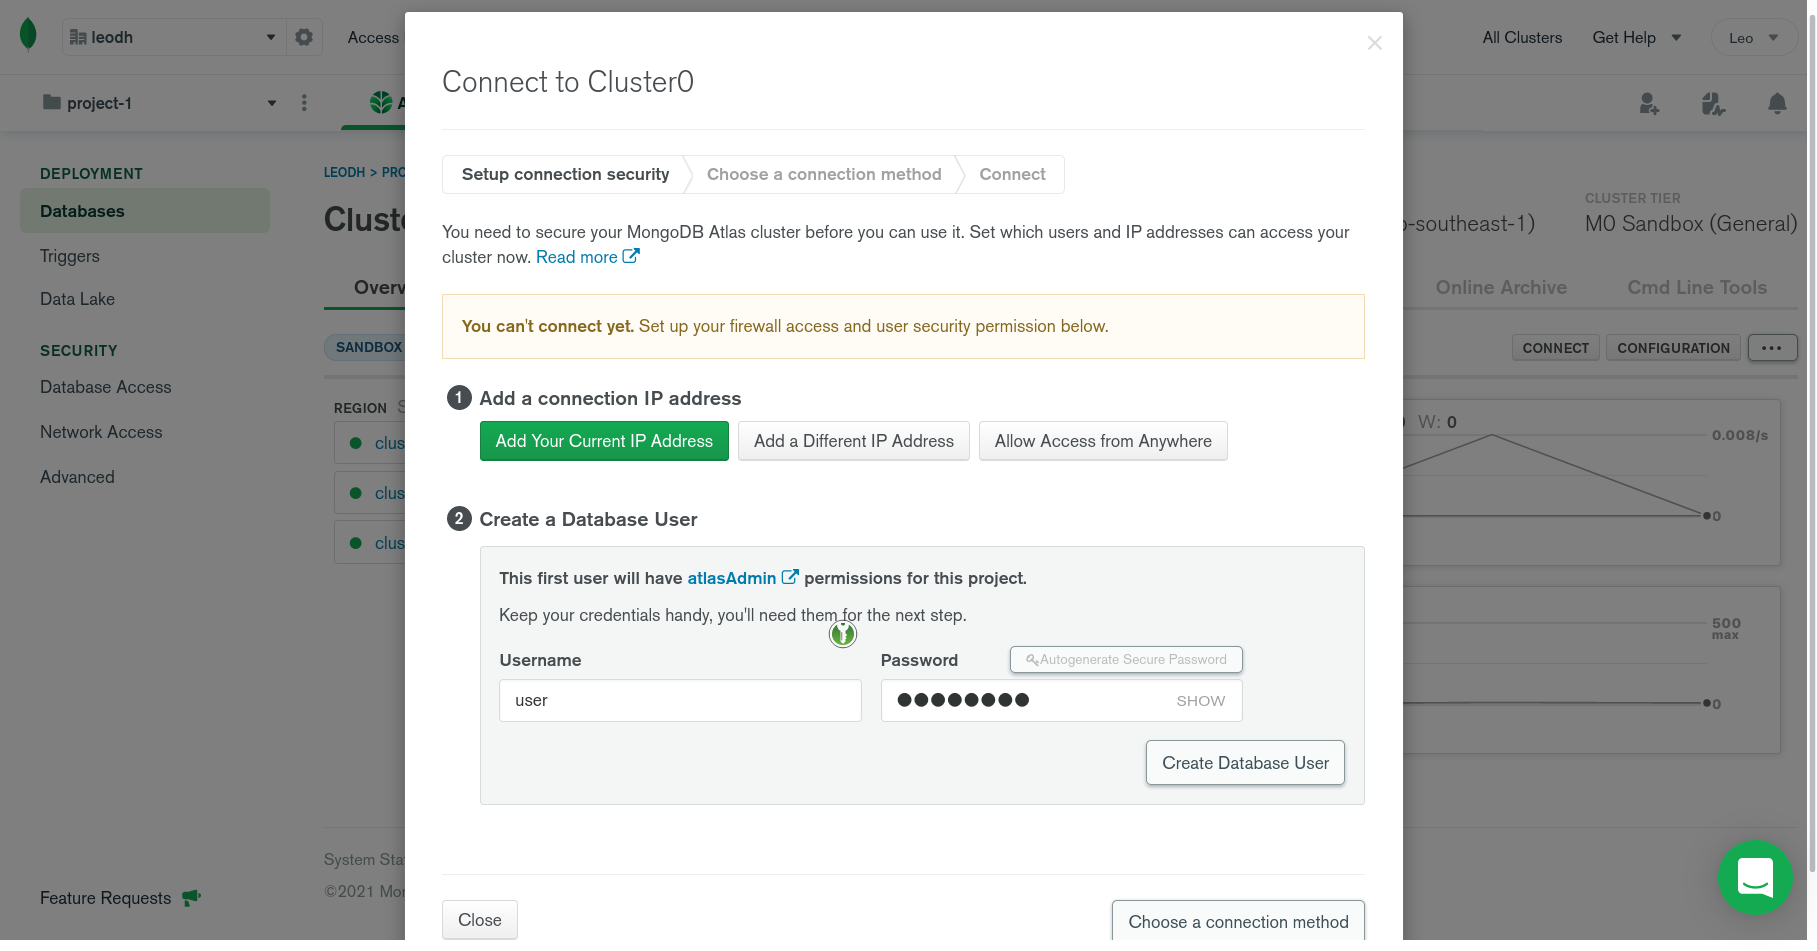 leodh
Access
All Clusters
Get Help
Leo
project-1
A
DEPLOYMENT
Databases
Triggers
Data Lake
SECURITY
Database Access
Network Access
Advanced
Feature Requests
LEODH > PRO
Cluste
Overv
SANDBOX
REGION
clus
clus
clus
System Sta
©2021 Mon
Connect to Cluster0
Setup connection security
Choose a connection method
Connect
You need to secure your MongoDB Atlas cluster before you can use it. Set which users and IP addresses can access your
cluster now. Read more
You can't connect yet. Set up your firewall access and user security permission below.
1 Add a connection IP address
Add Your Current IP Address
Add a Different IP Address
Allow Access from Anywhere
2 Create a Database User
This first user will have atlasAdmin permissions for this project.
Keep your credentials handy, you'll need them for the next step.
Username
Password
Autogenerate Secure Password
user
SHOW
Create Database User
Close
Choose a connection method
CLUSTER TIER
p-southeast-1)
M0 Sandbox (General)
Online Archive
Cmd Line Tools
CONNECT
CONFIGURATION
W: 0
0.008/s
0
500
max
0